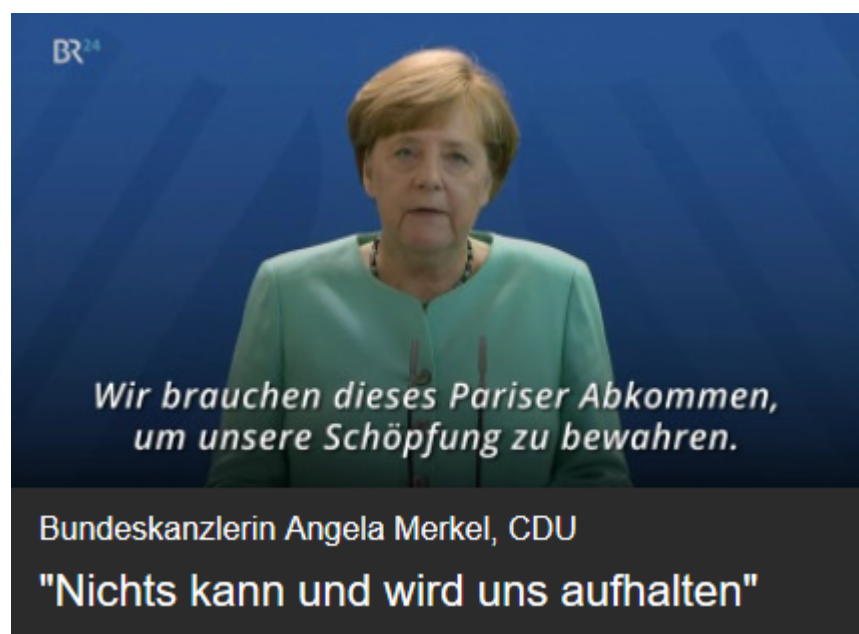 BR24
Wir brauchen dieses Pariser Abkommen,
um unsere Schöpfung zu bewahren.
Bundeskanzlerin Angela Merkel, CDU
"Nichts kann und wird uns aufhalten"